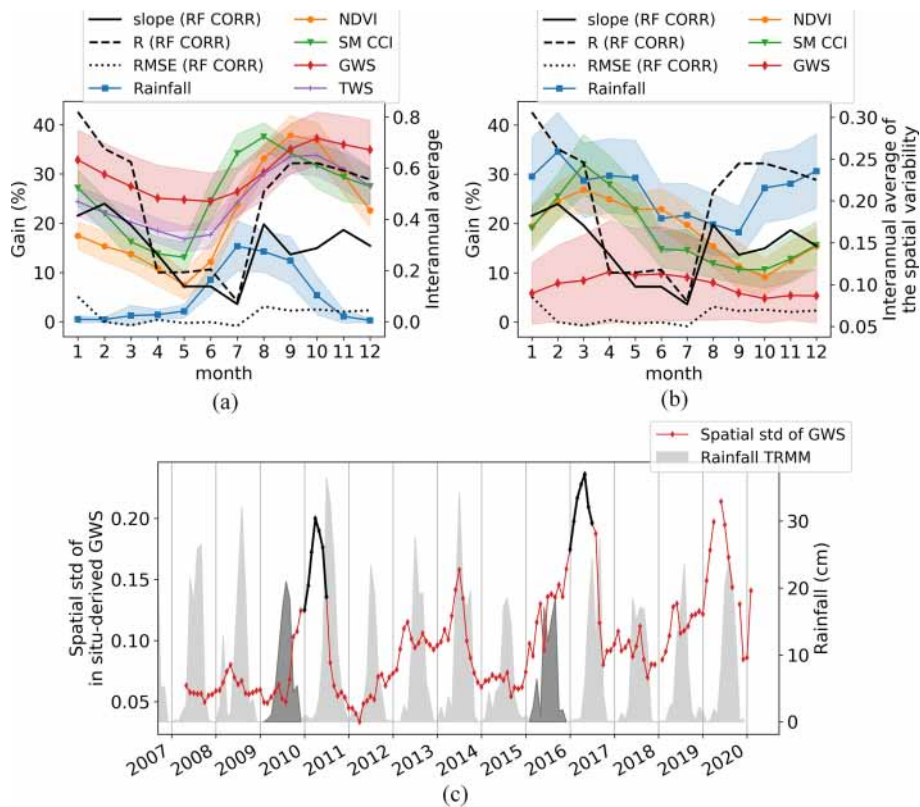 slope (RF CORR)
NDVI
R (RF CORR)
SM CCI
RMSE (RF CORR)
GWS
Rainfall
TWS
Gain (%)
40
30
20
10
0
0.8
0.6
0.4
0.2
0.0
Interannual average
1 2 3 4 5 6 7 8 9 10 11 12
month
(a)
slope (RF CORR)
NDVI
R (RF CORR)
SM CCI
RMSE (RF CORR)
GWS
Rainfall
Gain (%)
40
30
20
10
0
0.30
0.25
0.20
0.15
0.10
0.05
Interannual average of
the spatial variability
1 2 3 4 5 6 7 8 9 10 11 12
month
(b)
Spatial std of GWS
Rainfall TRMM
Spatial std of
in situ-derived GWS
0.20
0.15
0.10
0.05
30
20
10
0
Rainfall (cm)
2007 2008 2009 2010 2011 2012 2013 2014 2015 2016 2017 2018 2019 2020
(c)